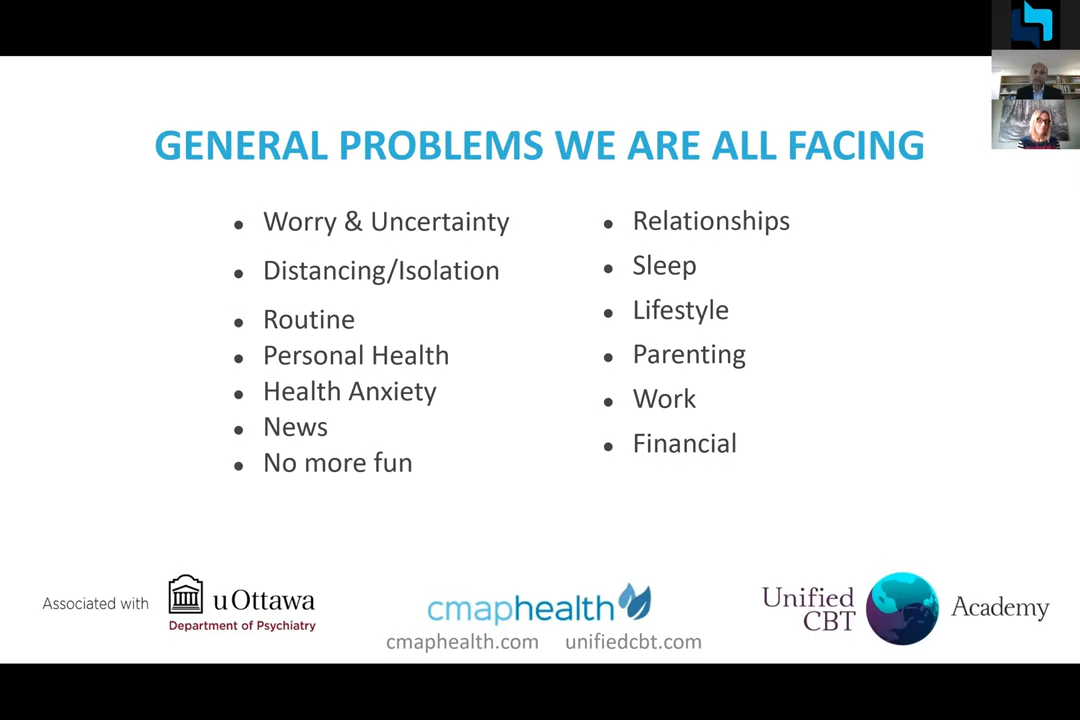 GENERAL PROBLEMS WE ARE ALL FACING
Worry & Uncertainty
Distancing/Isolation
Routine
Personal Health
Health Anxiety
News
No more fun
Relationships
Sleep
Lifestyle
Parenting
Work
Financial
Associated with
uOttawa
Department of Psychiatry
cmaphealth
cmaphealth.com unifiedcbt.com
Unified
CBT
Academy